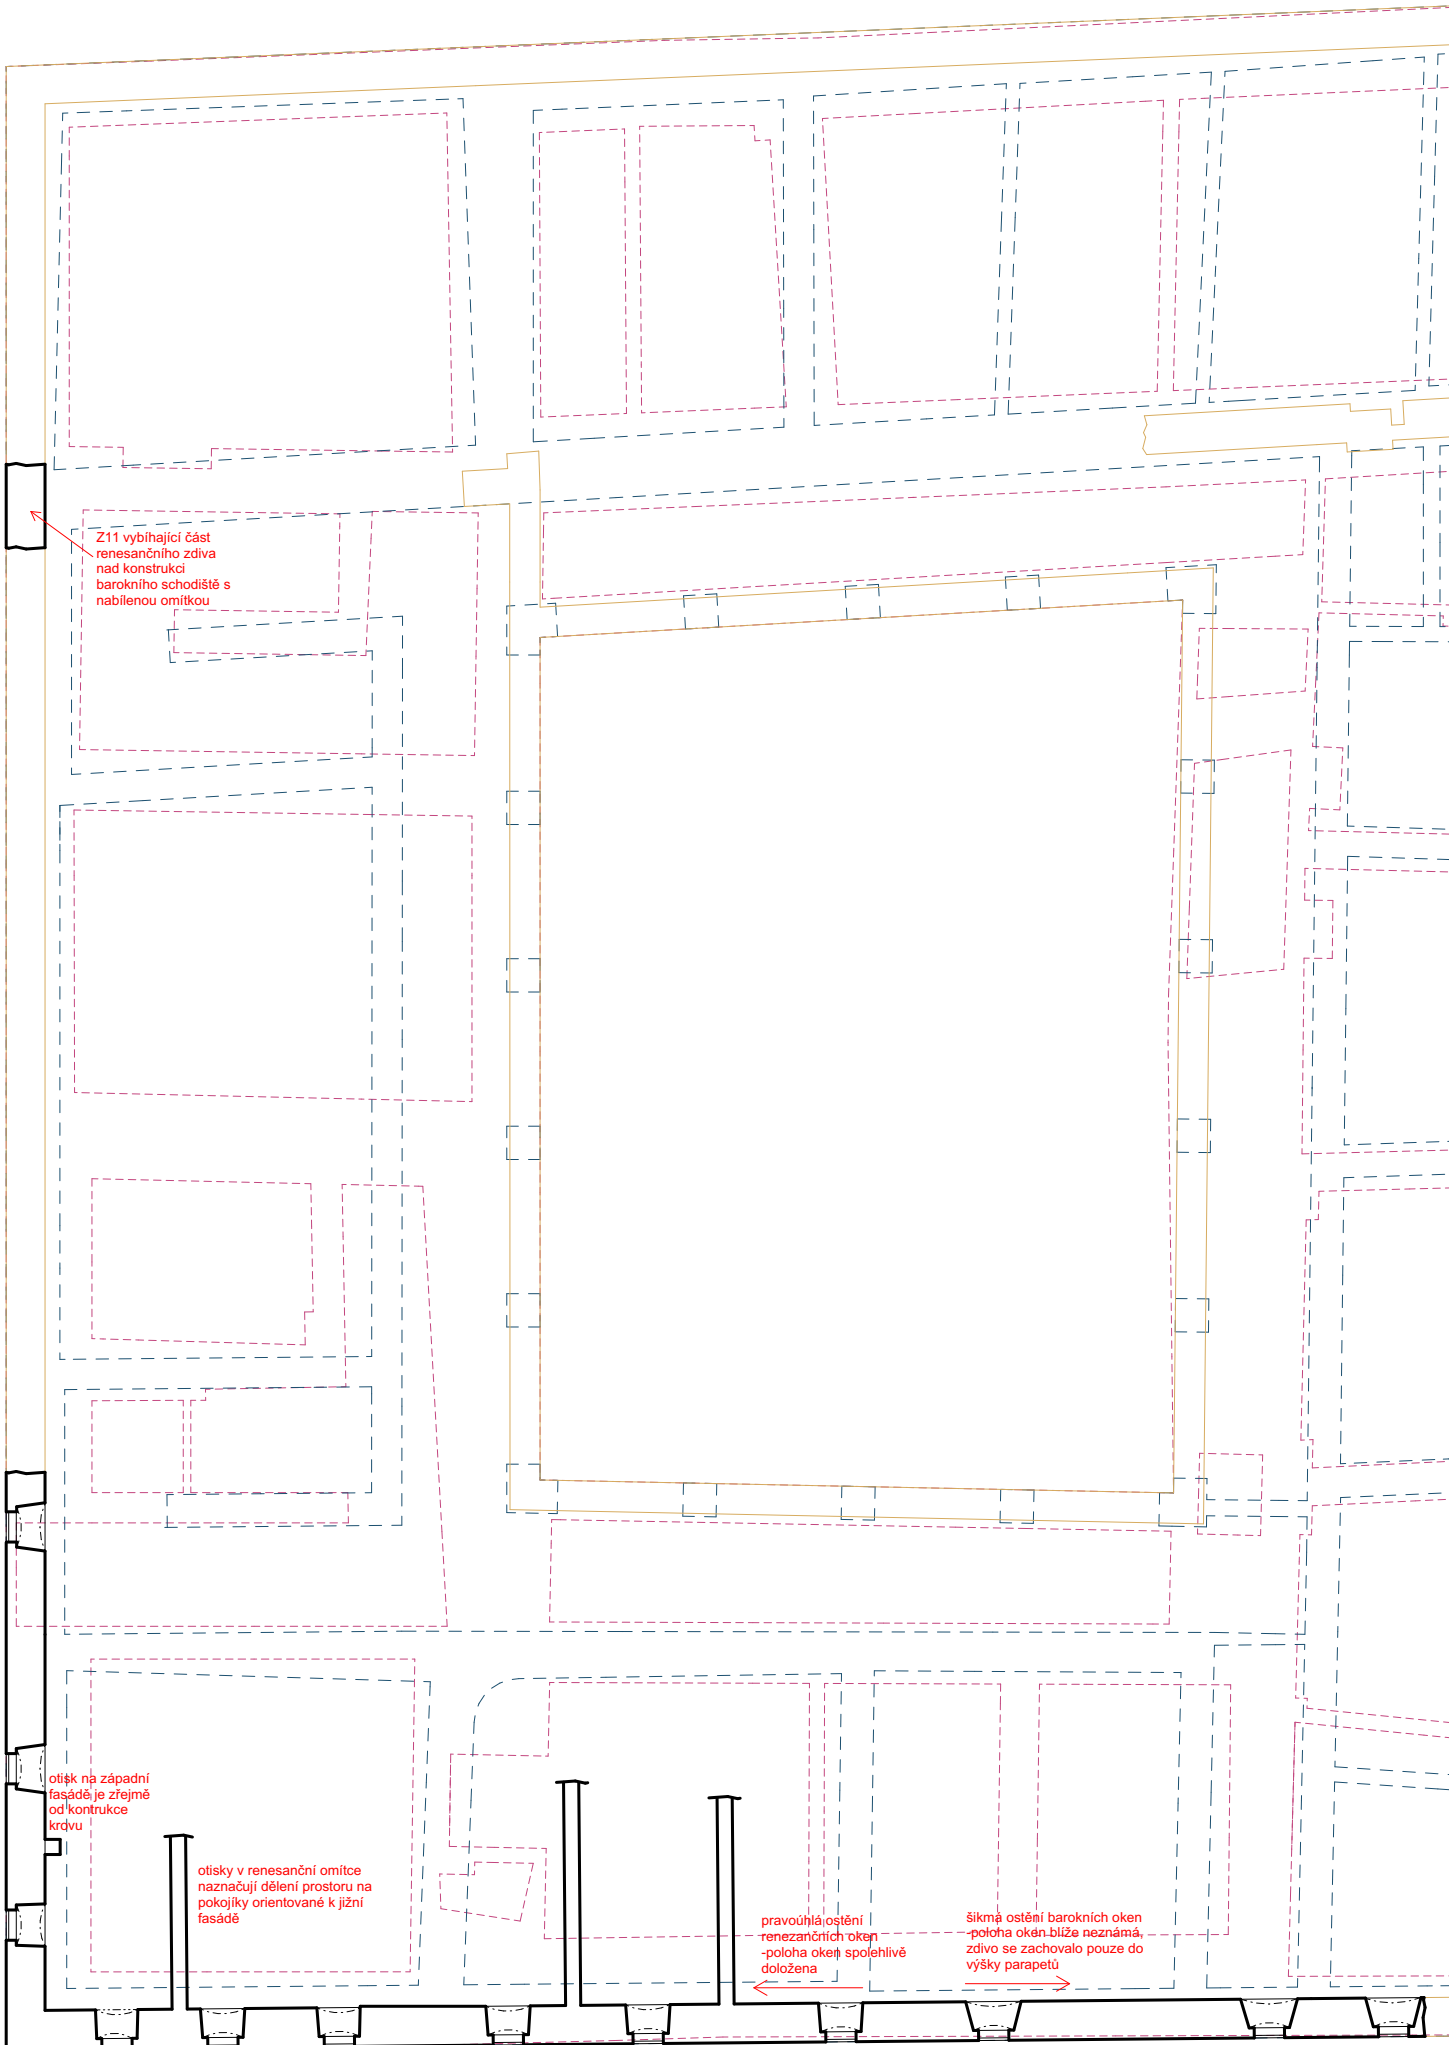 Z11 vybíhající část
renesančního zdiva
nad konstrukci
barokního schodiště s
nabílenou omítkou
otisk na západní
fasádě je zřejmě
od kontrukce
krovu
otisky v renesanční omítce
naznačují dělení prostoru na
pokojíky orientované k jižní
fasádě
pravoúhlá ostění
renezančních oken
-poloha oken spolehlivě
doložena
šikmá ostění barokních oken
-poloha oken blíže neznámá,
zdivo se zachovalo pouze do
výšky parapetů